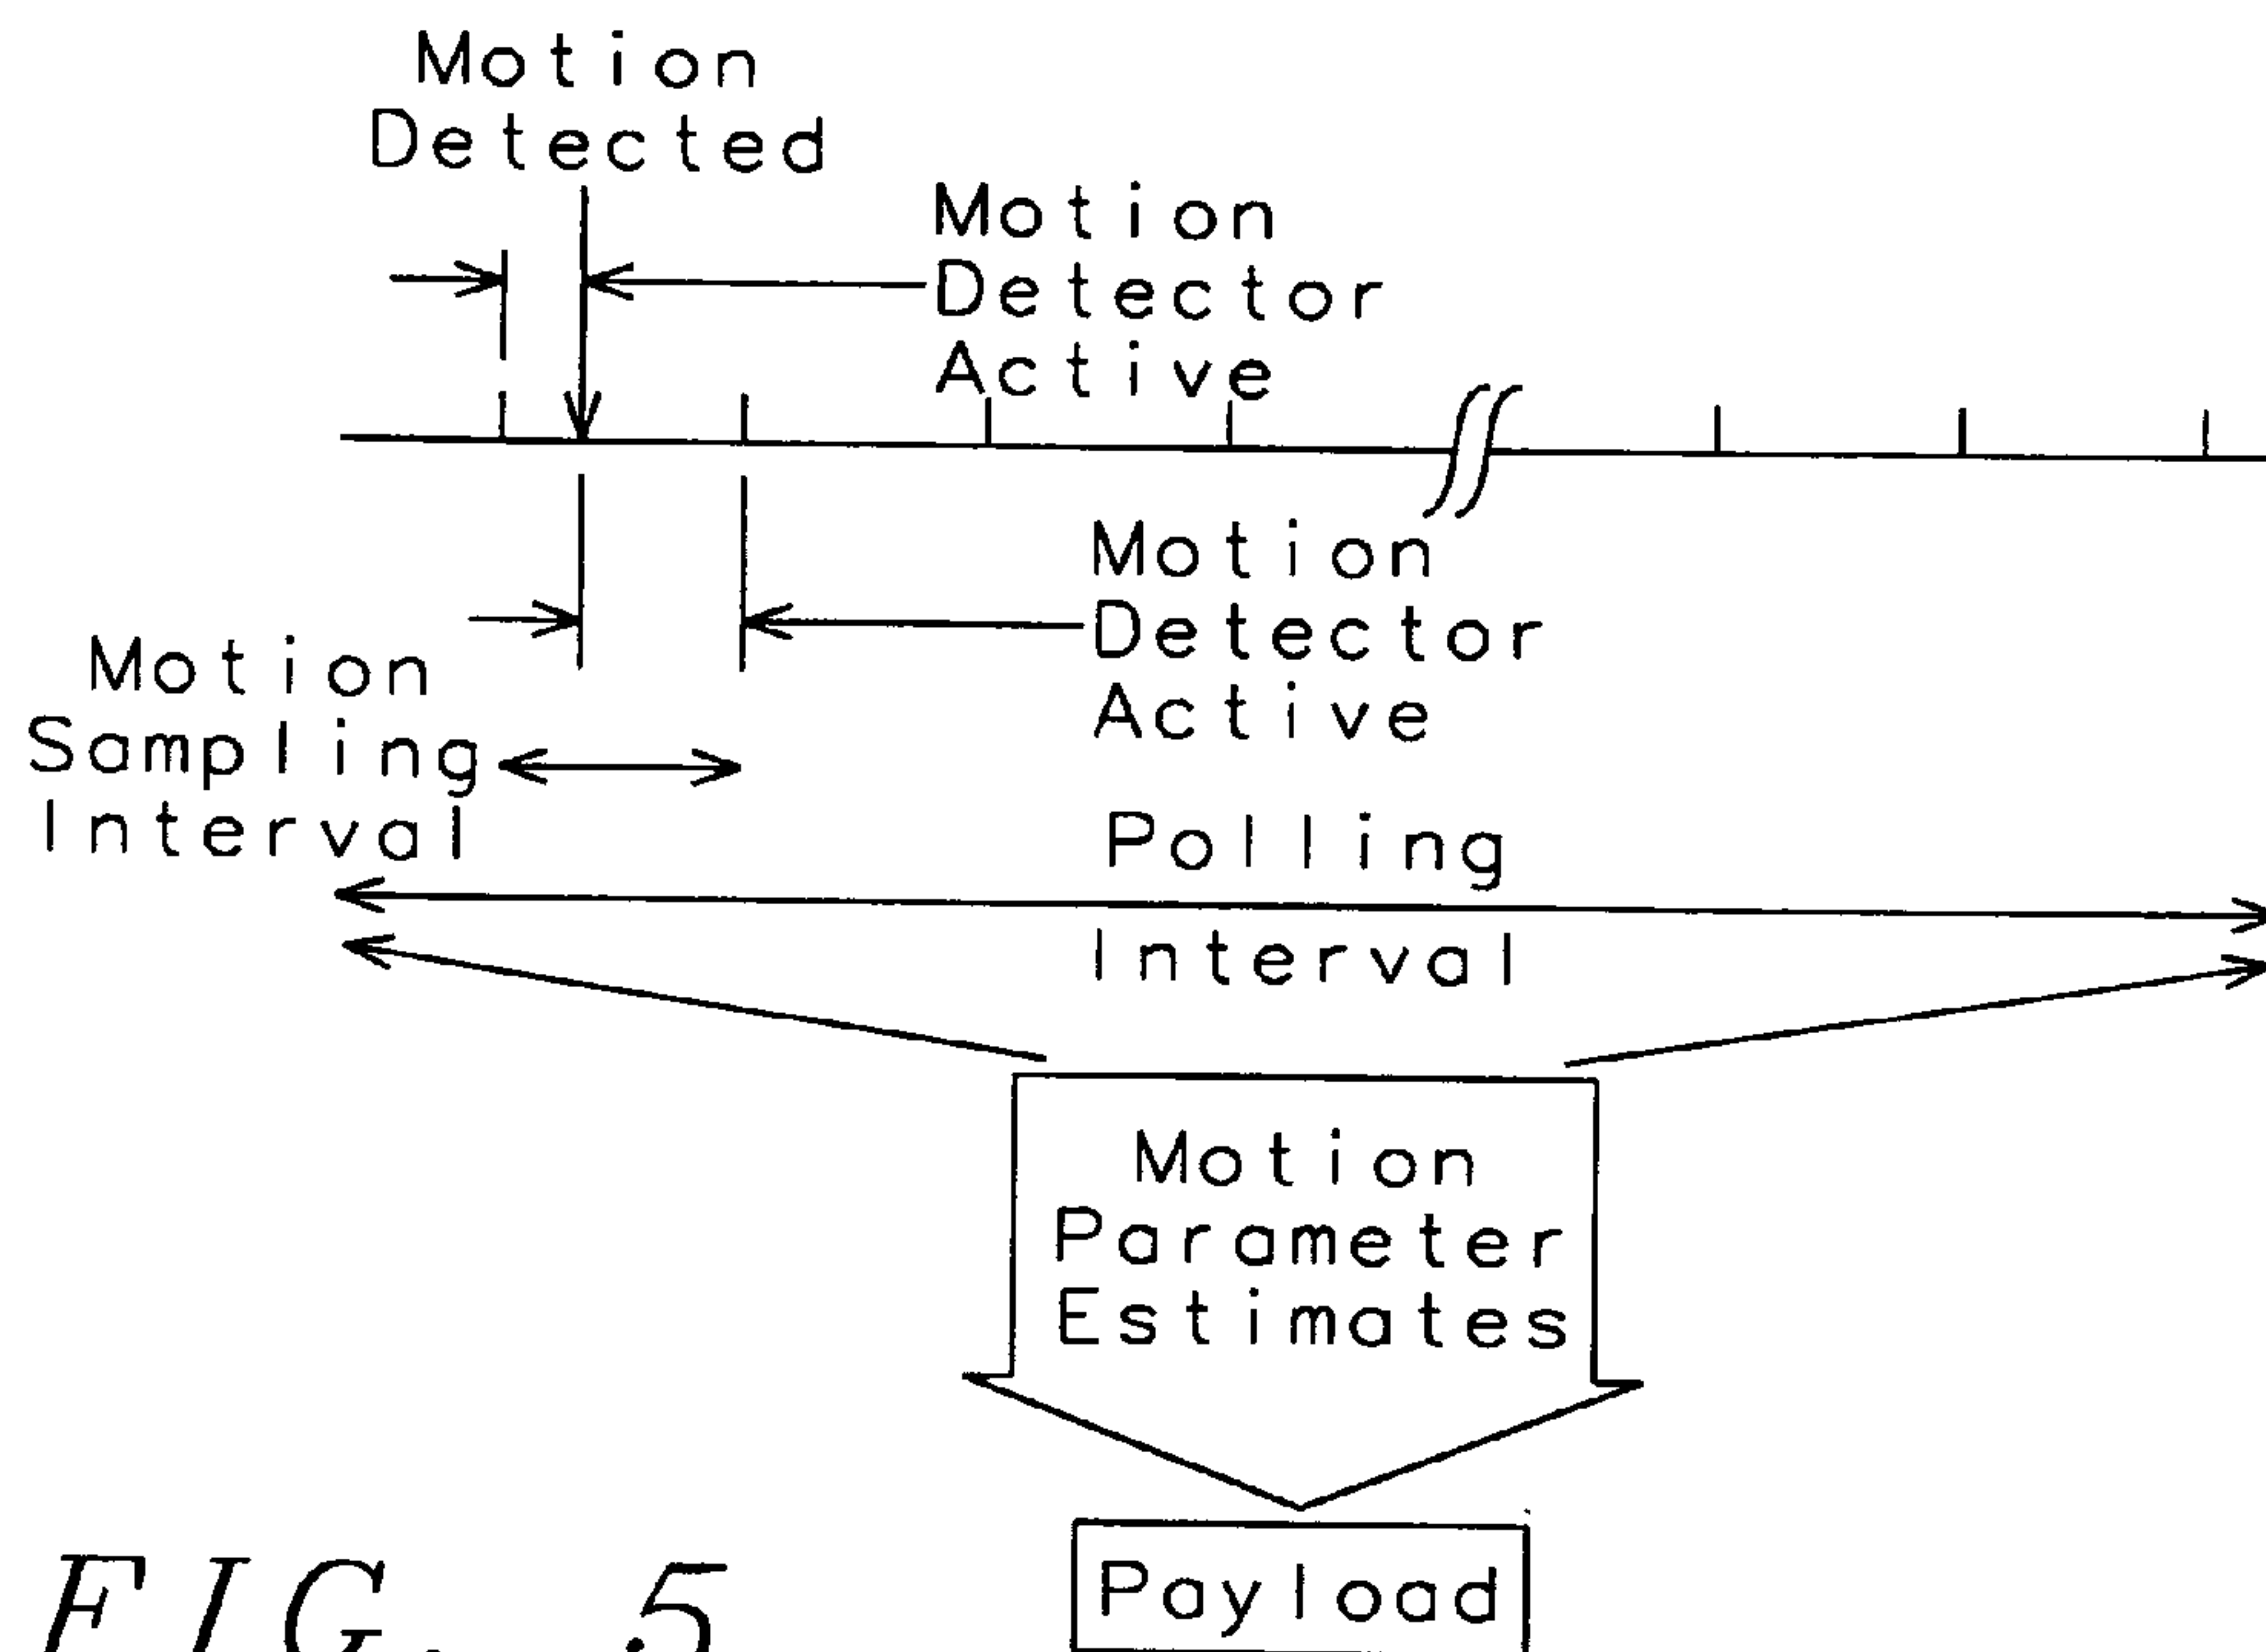 Motion
Detected
Motion
Detector
Active
Motion
Detector
Active
Motion
Sampling
Interval
Polling
Interval
Motion
Parameter
Estimates
Payload
FIG. 5